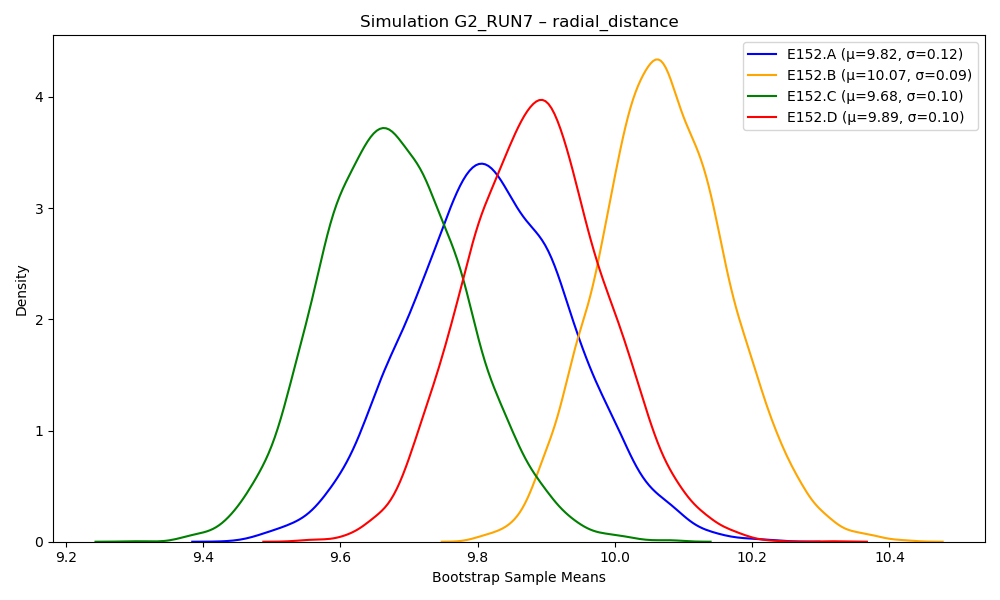 Simulation G2_RUN7 – radial_distance
E152.A (μ=9.82, σ=0.12)
E152.B (μ=10.07, σ=0.09)
E152.C (μ=9.68, σ=0.10)
E152.D (μ=9.89, σ=0.10)
Density
4
3
2
1
0
9.2 9.4 9.6 9.8 10.0 10.2 10.4
Bootstrap Sample Means